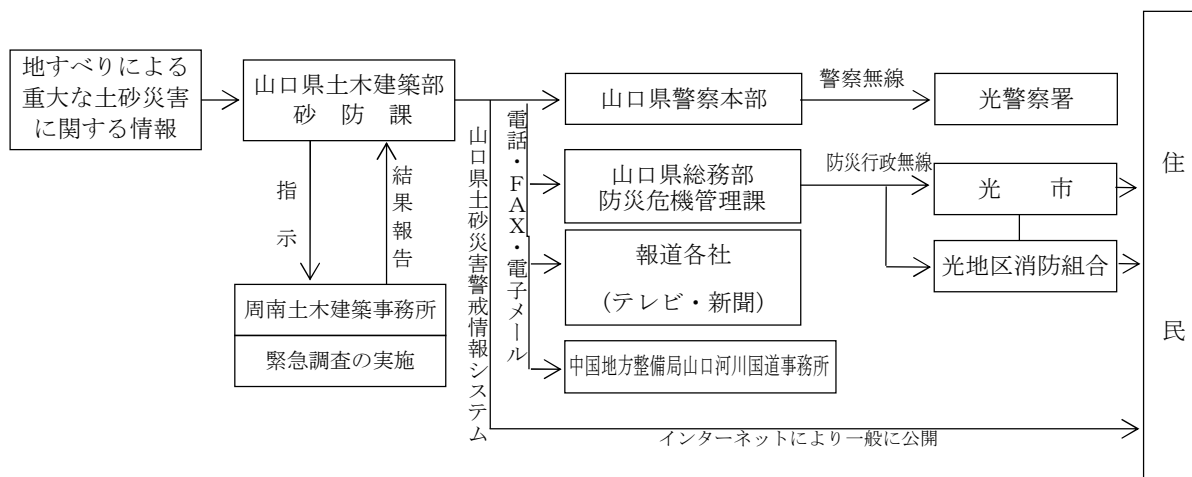 地すべりによる
重大な土砂災害
に関する情報
山口県土木建築部
砂　防　課
指示
結果報告
周南土木建築事務所
緊急調査の実施
山口県土砂災害警戒情報システム
電話・FAX・電子メール
山口県警察本部
警察無線
光警察署
山口県総務部
防災危機管理課
防災行政無線
光　　市
光地区消防組合
報道各社
(テレビ・新聞)
中国地方整備局山口河川国道事務所
インターネットにより一般に公開
住民